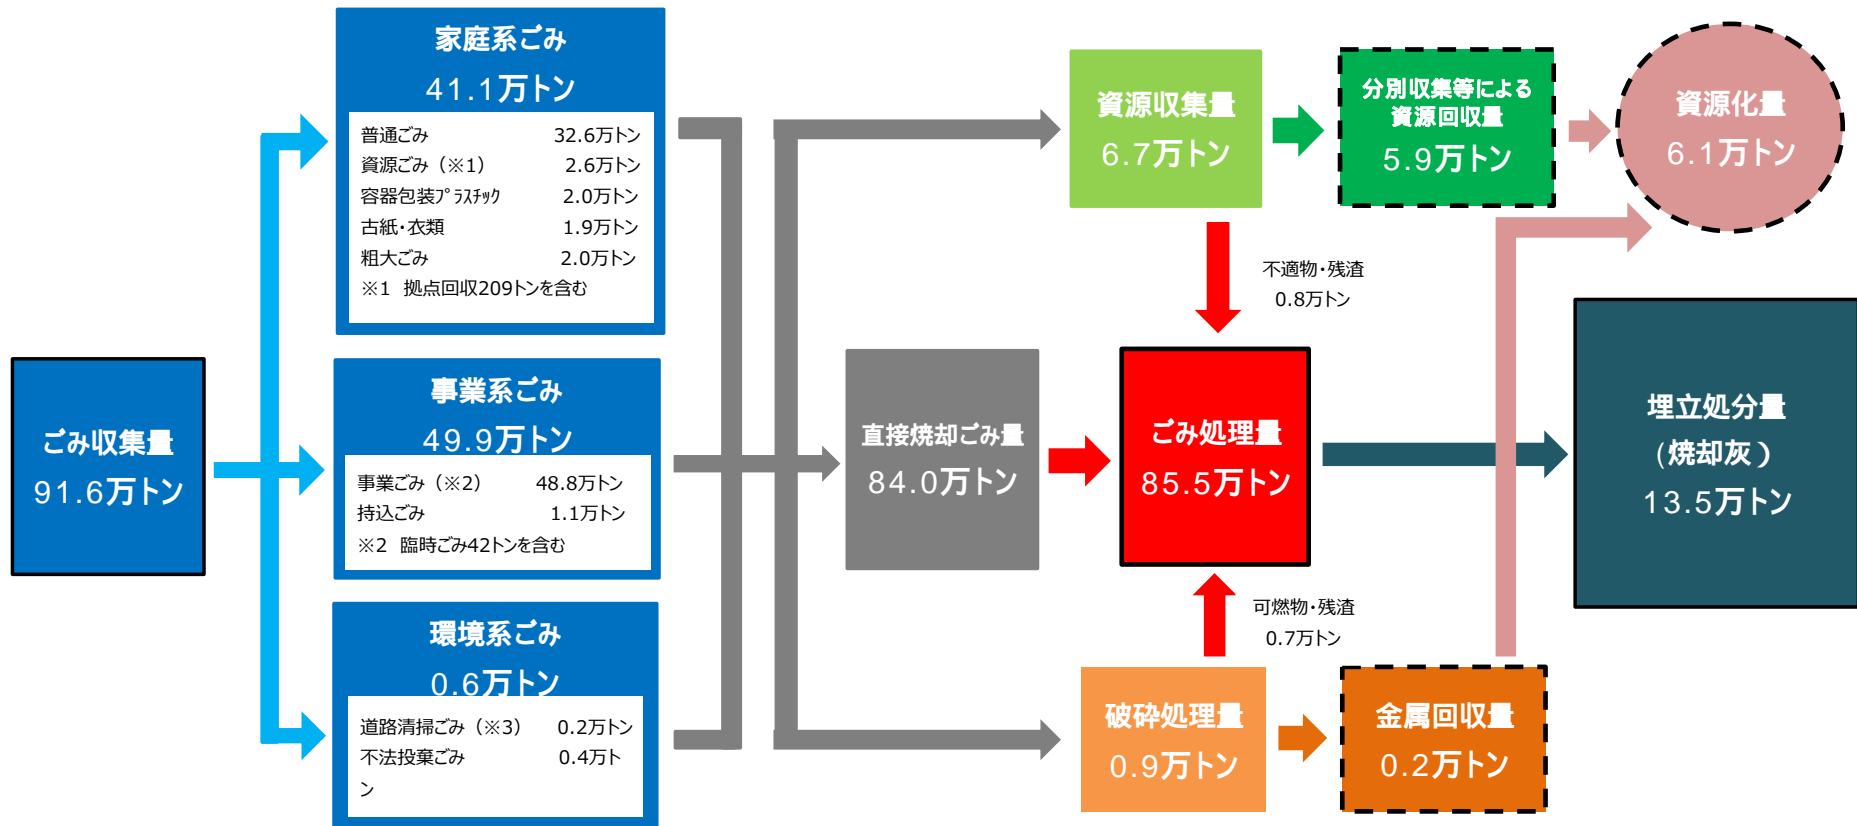 ごみ収集量
91.6万トン
家庭系ごみ
41.1万トン
普通ごみ 32.6万トン
資源ごみ（※1） 2.6万トン
容器包装プラスチック 2.0万トン
古紙・衣類 1.9万トン
粗大ごみ 2.0万トン
※1 拠点回収209トンを含む
事業系ごみ
49.9万トン
事業ごみ（※2） 48.8万トン
持込ごみ 1.1万トン
※2 臨時ごみ42トンを含む
環境系ごみ
0.6万トン
道路清掃ごみ（※3） 0.2万トン
不法投棄ごみ 0.4万ト
ン
資源収集量
6.7万トン
分別収集等による
資源回収量
5.9万トン
資源化量
6.1万トン
不適物・残渣
0.8万トン
直接焼却ごみ量
84.0万トン
ごみ処理量
85.5万トン
埋立処分量
（焼却灰）
13.5万トン
可燃物・残渣
0.7万トン
破砕処理量
0.9万トン
金属回収量
0.2万トン